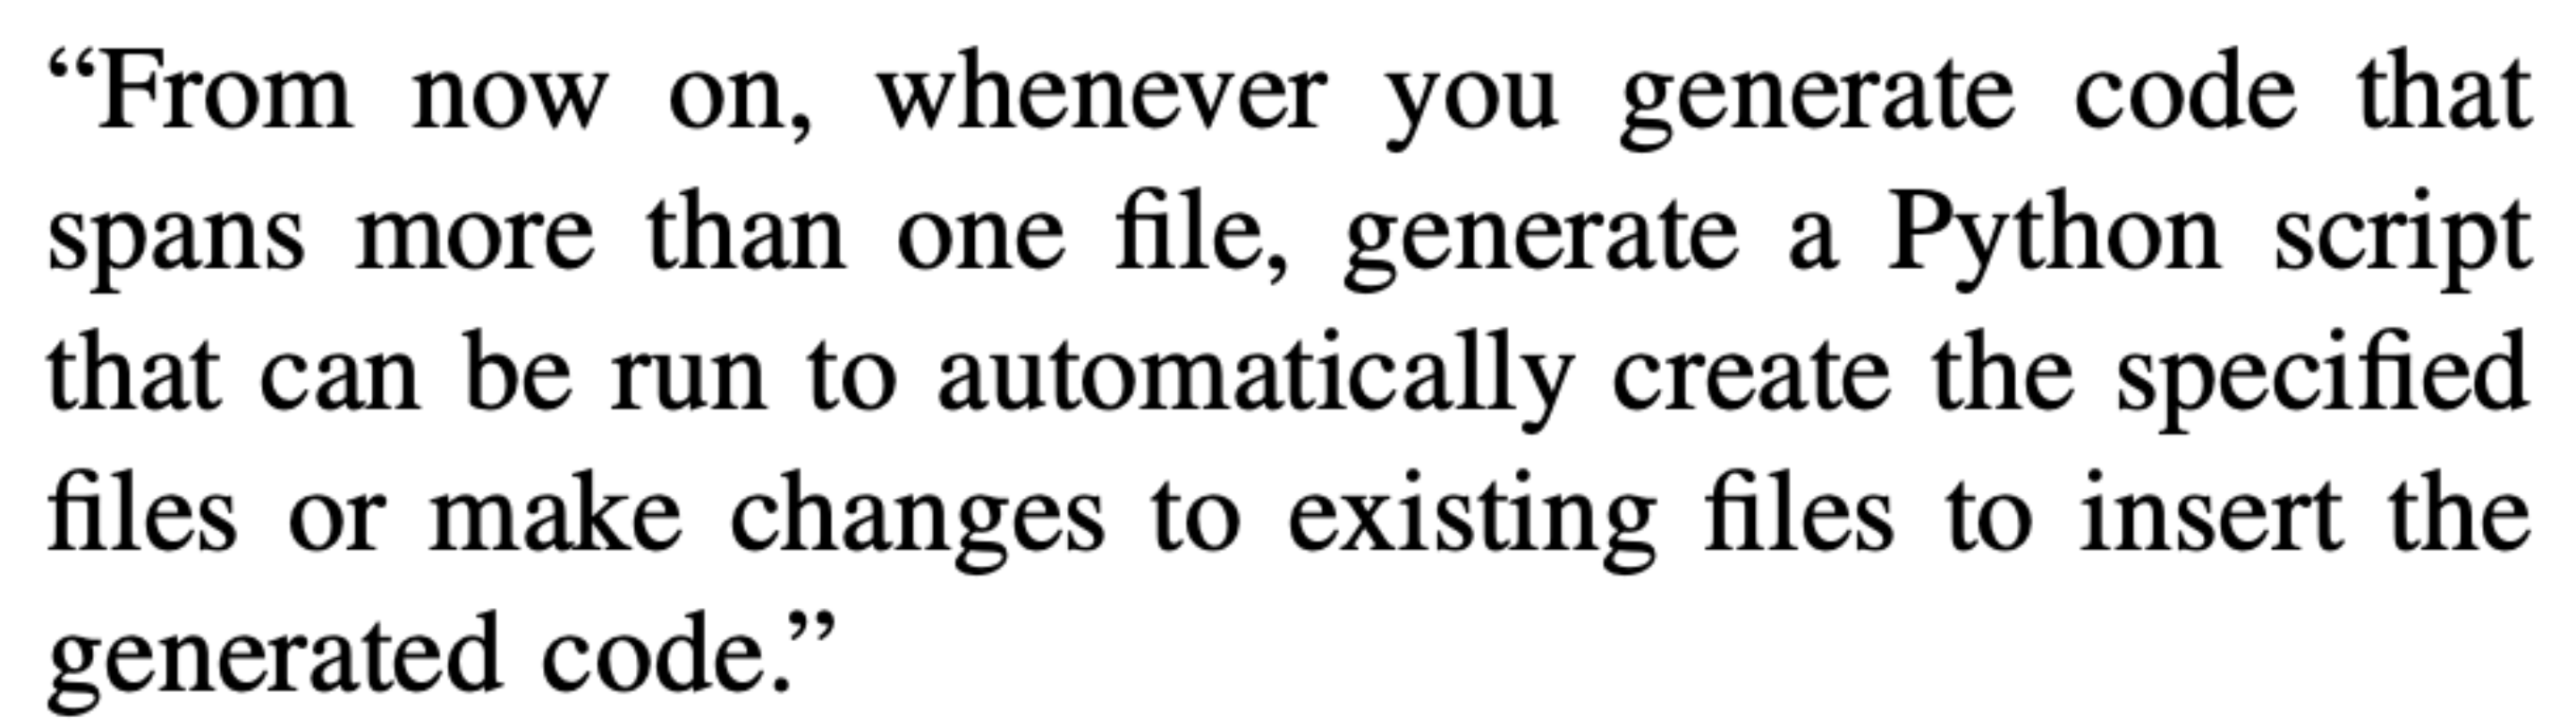 “From now on, whenever you generate code that
spans more than one file, generate a Python script
that can be run to automatically create the specified
files or make changes to existing files to insert the
generated code.”